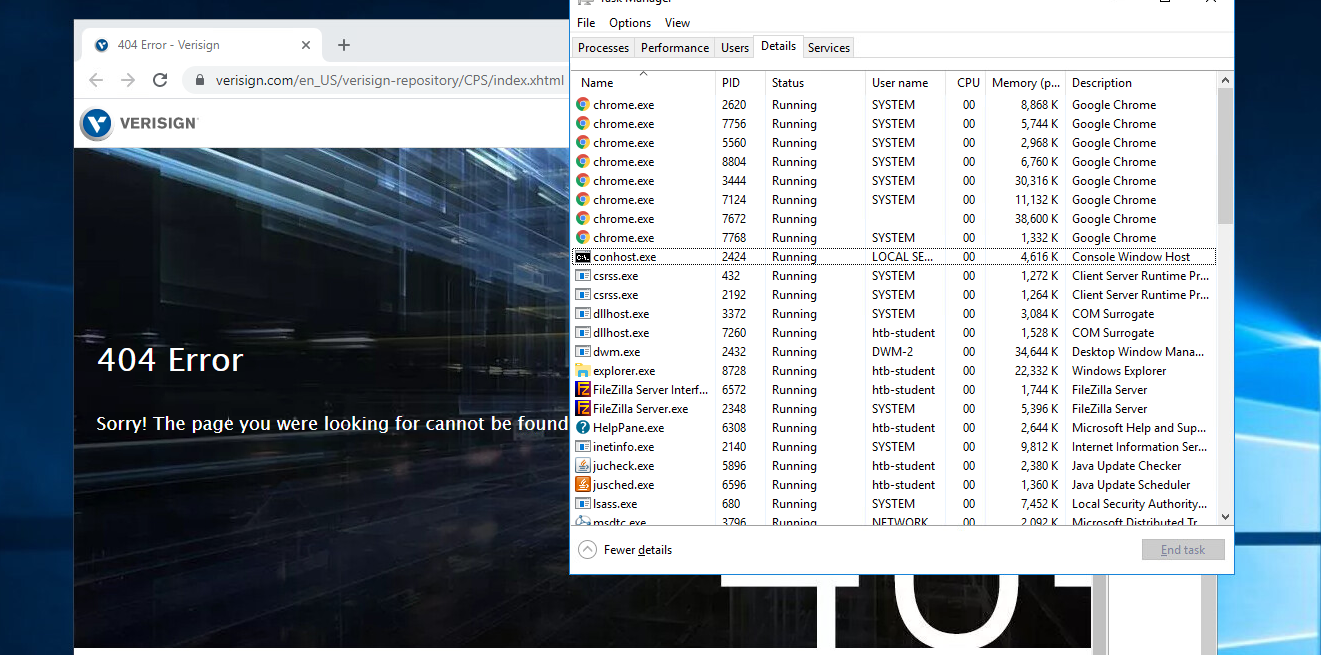 404 Error - Verisign
verisign.com/en_US/verisign-repository/CPS/index.xhtml
VERISIGN
404 Error
Sorry! The page you were looking for cannot be found
Task Manager
File Options View
Processes Performance Users Details Services
Name PID Status User name CPU Memory (p... Description
chrome.exe 2620 Running SYSTEM 00 8,868 K Google Chrome
chrome.exe 7756 Running SYSTEM 00 5,744 K Google Chrome
chrome.exe 5560 Running SYSTEM 00 2,968 K Google Chrome
chrome.exe 8804 Running SYSTEM 00 6,760 K Google Chrome
chrome.exe 3444 Running SYSTEM 00 30,316 K Google Chrome
chrome.exe 7124 Running SYSTEM 00 11,132 K Google Chrome
chrome.exe 7672 Running 00 38,600 K Google Chrome
chrome.exe 7768 Running SYSTEM 00 1,332 K Google Chrome
conhost.exe 2424 Running LOCAL SE... 00 4,616 K Console Window Host
csrss.exe 432 Running SYSTEM 00 1,272 K Client Server Runtime Pr...
csrss.exe 2192 Running SYSTEM 00 1,264 K Client Server Runtime Pr...
dllhost.exe 3372 Running SYSTEM 00 3,084 K COM Surrogate
dllhost.exe 7260 Running htb-student 00 1,528 K COM Surrogate
dwm.exe 2432 Running DWM-2 00 34,644 K Desktop Window Mana...
explorer.exe 8728 Running htb-student 00 22,332 K Windows Explorer
FileZilla Server Interf... 6572 Running htb-student 00 1,744 K FileZilla Server
FileZilla Server.exe 2348 Running SYSTEM 00 5,396 K FileZilla Server
HelpPane.exe 6308 Running htb-student 00 2,644 K Microsoft Help and Sup...
inetinfo.exe 2140 Running SYSTEM 00 9,812 K Internet Information Ser...
jucheck.exe 5896 Running htb-student 00 2,380 K Java Update Checker
jusched.exe 6596 Running htb-student 00 1,360 K Java Update Scheduler
lsass.exe 680 Running SYSTEM 00 7,452 K Local Security Authority...
msdtc.exe 3796 Running NETWORK 00 2,092 K Microsoft Distributed Tr
Fewer details
End task